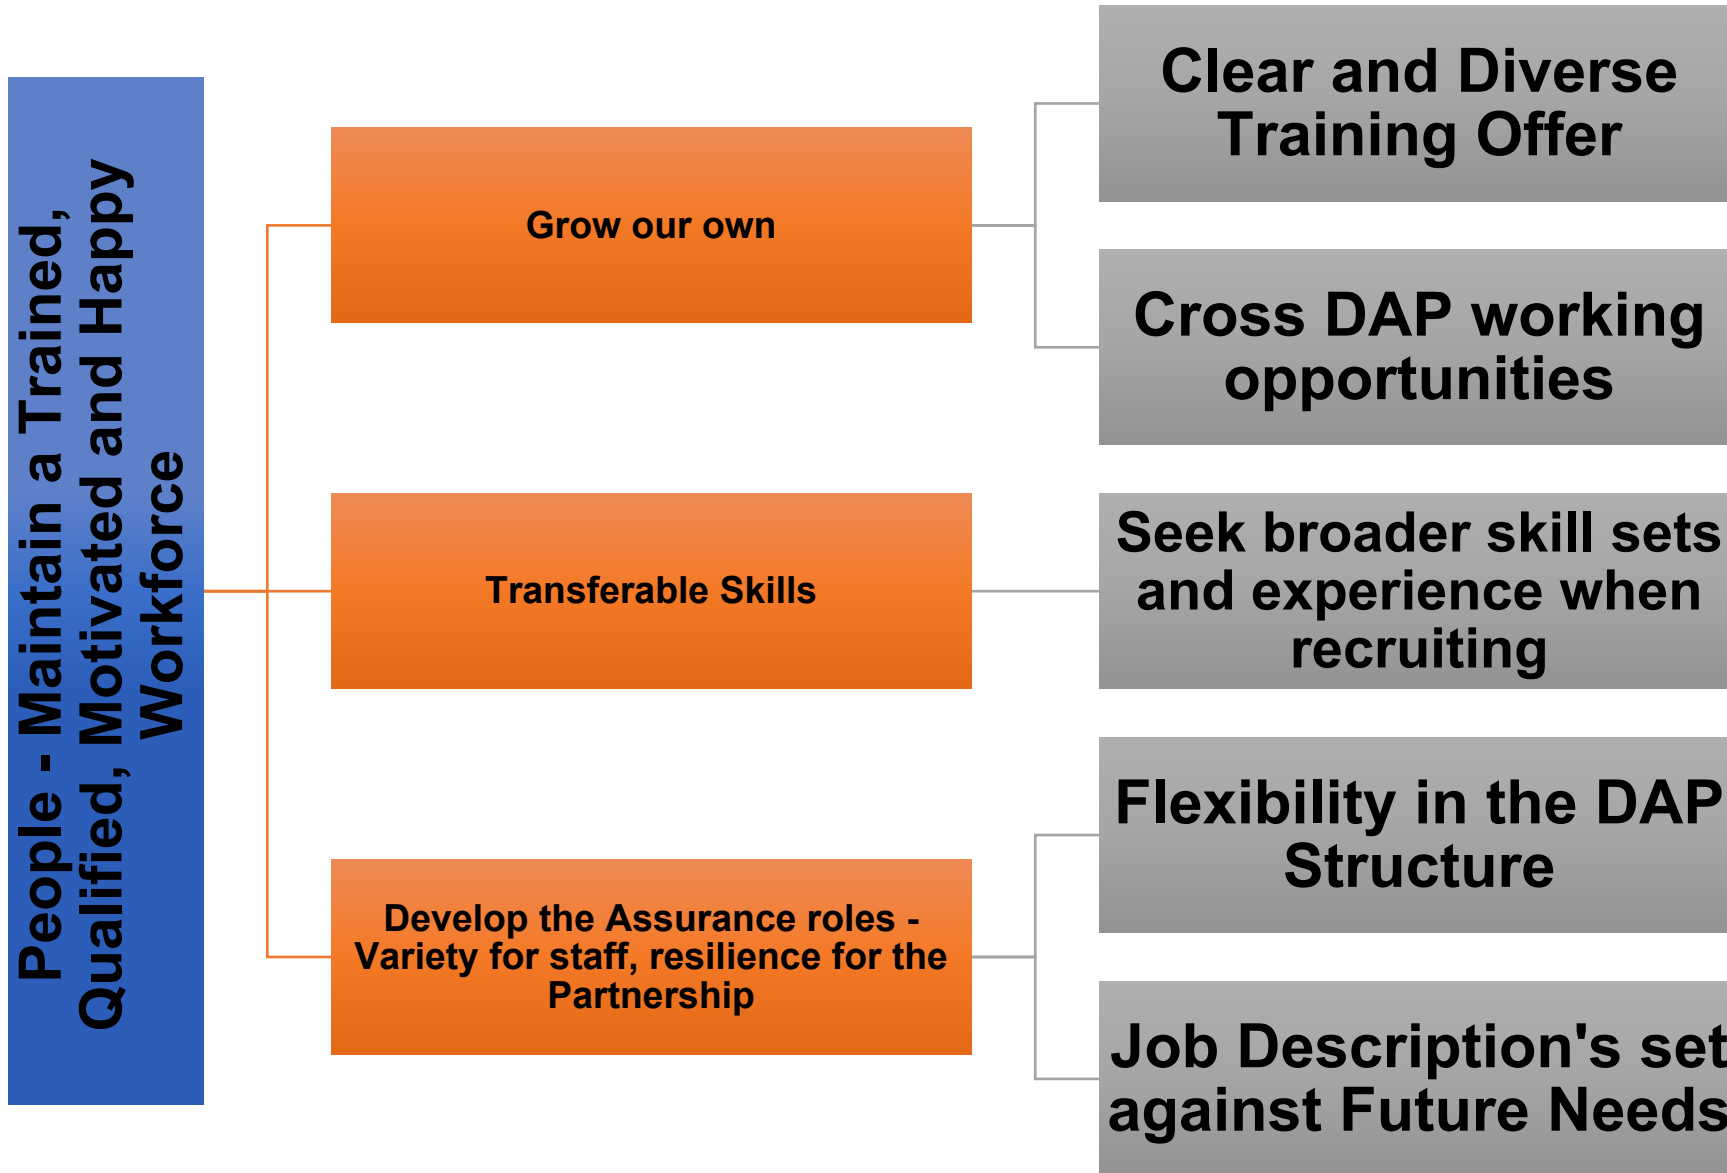 People - Maintain a Trained,
Qualified, Motivated and Happy
Workforce
Grow our own
Clear and Diverse
Training Offer
Cross DAP working
opportunities
Transferable Skills
Seek broader skill sets
and experience when
recruiting
Develop the Assurance roles -
Variety for staff, resilience for the
Partnership
Flexibility in the DAP
Structure
Job Description's set
against Future Needs